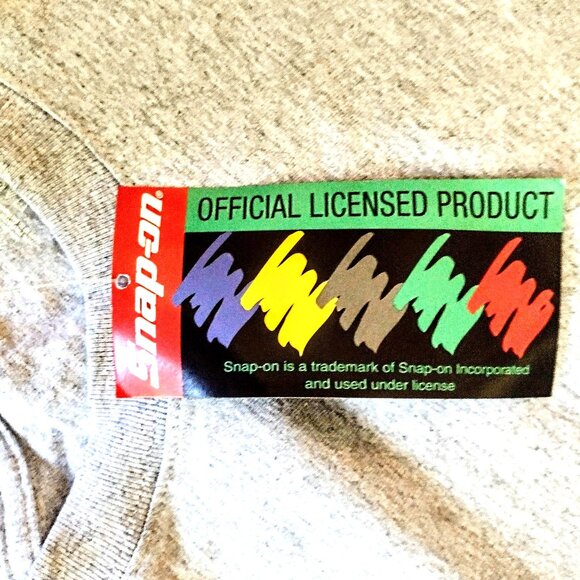 Snap-on®
OFFICIAL LICENSED PRODUCT
Snap-on is a trademark of Snap-on Incorporated
and used under license